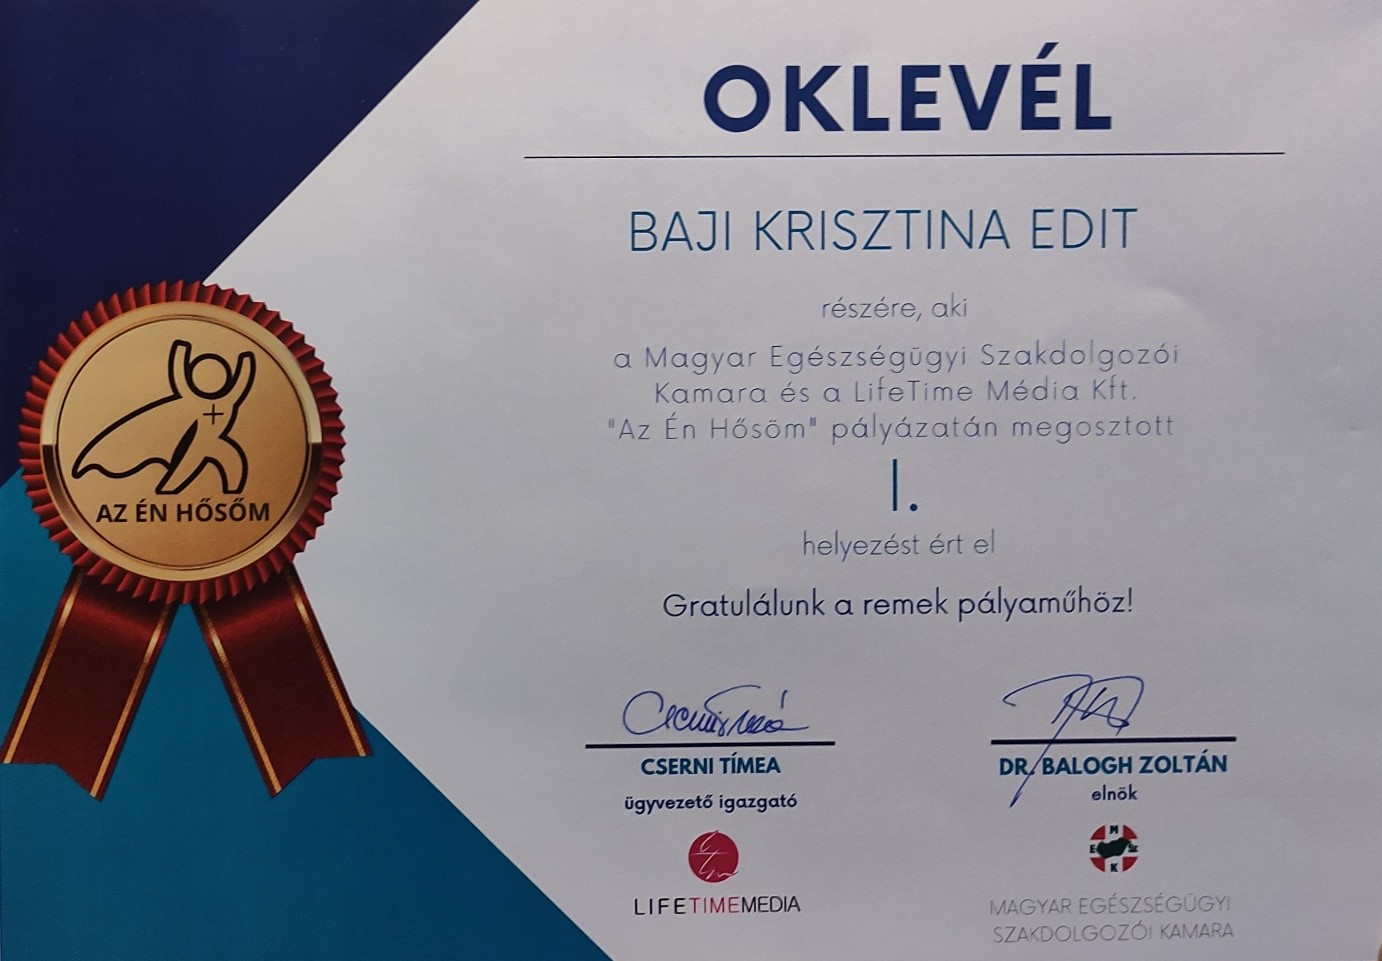 OKLEVÉL
BAJI KRISZTINA EDIT
részére, aki
a Magyar Egészségügyi Szakdolgozói
Kamara és a LifeTime Média Kft.
"Az Én Hősöm" pályázatán megosztott
I.
helyezést ért el
Gratulálunk a remek pályaműhöz!
AZ ÉN HŐSÖM
CSERNI TÍMEA
ügyvezető igazgató
LIFETIMEMEDIA
DR. BALOGH ZOLTÁN
elnök
M
E SZ
K
MAGYAR EGÉSZSÉGÜGYI
SZAKDOLGOZÓI KAMARA